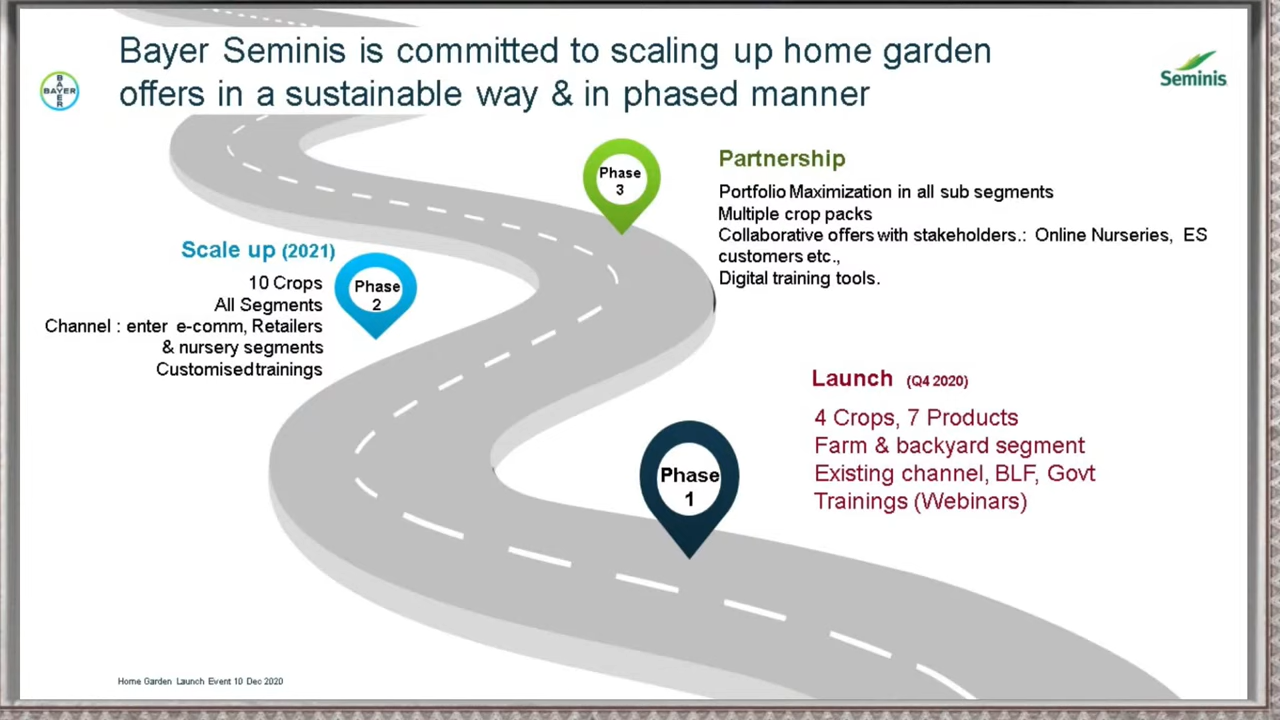 Bayer Seminis is committed to scaling up home garden
offers in a sustainable way & in phased manner
BAYER
BAYER
Seminis
Phase
3
Partnership
Portfolio Maximization in all sub segments
Multiple crop packs
Collaborative offers with stakeholders.: Online Nurseries, ES
customers etc.,
Digital training tools.
Scale up (2021)
10 Crops
All Segments
Channel : enter e-comm, Retailers
& nursery segments
Customised trainings
Phase
2
Launch (Q4 2020)
4 Crops, 7 Products
Farm & backyard segment
Existing channel, BLF, Govt
Trainings (Webinars)
Phase
1
Home Garden Launch Event 10 Dec 2020